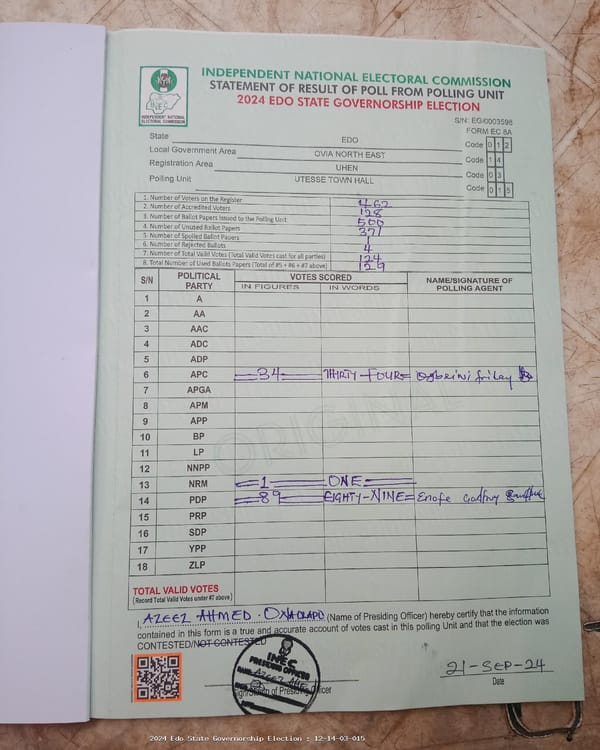 INDEPENDENT NATIONAL ELECTORAL COMMISSION
STATEMENT OF RESULT OF POLL FROM POLLING UNIT
2024 EDO STATE GOVERNORSHIP ELECTION
INEC
INDEPENDENT NATIONAL ELECTORAL COMMISSION
S/N: EG/0003598
FORM EC 8A
State EDO Code 0 1 2
Local Government Area OVIA NORTH EAST Code 1 4
Registration Area UHEN Code 0 3
Polling Unit UTESSE TOWN HALL Code 0 1 5
1. Number of Voters on the Register 462
2. Number of Accredited Voters 128
3. Number of Ballot Papers Issued to the Polling Unit 500
4. Number of Unused Ballot Papers 371
5. Number of Spoiled Ballot Papers 1
6. Number of Rejected Ballots 4
7. Number of Total Valid Votes (Total Valid Votes cast for all parties) 124
8. Total Number of Used Ballots Papers (Total of #5 + #6 + #7 above) 129
S/N POLITICAL PARTY VOTES SCORED NAME/SIGNATURE OF POLLING AGENT
IN FIGURES IN WORDS
1 A
2 AA
3 AAC
4 ADC
5 ADP
6 APC 34 THIRTY-FOUR
7 APGA
8 APM
9 APP
10 BP
11 LP
12 NNPP
13 NRM 1 ONE
14 PDP 89 EIGHTY-NINE Enofe Godfrey
15 PRP
16 SDP
17 YPP
18 ZLP
ORIGINAL
TOTAL VALID VOTES
(Record Total Valid Votes under #7 above)
I, AZEEZ AHMED (Name of Presiding Officer) hereby certify that the information
contained in this form is a true and accurate account of votes cast in this polling Unit and that the election was
CONTESTED/NOT CONTESTED
INEC
PRESIDING OFFICER
21-SEP-24
Signature of Presiding Officer
Date
2024 Edo State Governorship Election : 12-14-03-015